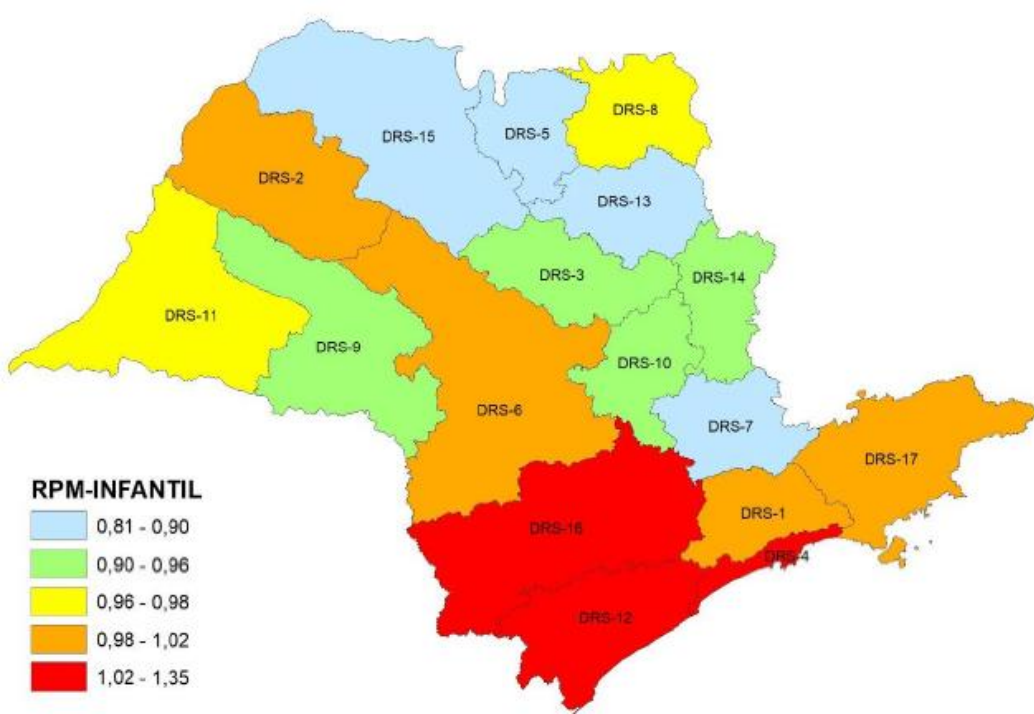 DRS-8
DRS-15
DRS-5
DRS-2
DRS-13
DRS-3
DRS-14
DRS-11
DRS-9
DRS-10
DRS-6
DRS-7
DRS-17
RPM-INFANTIL
0,81 - 0,90
0,90 - 0,96
0,96 - 0,98
0,98 - 1,02
1,02 - 1,35
DRS-1
DRS-16
DRS-4
DRS-12